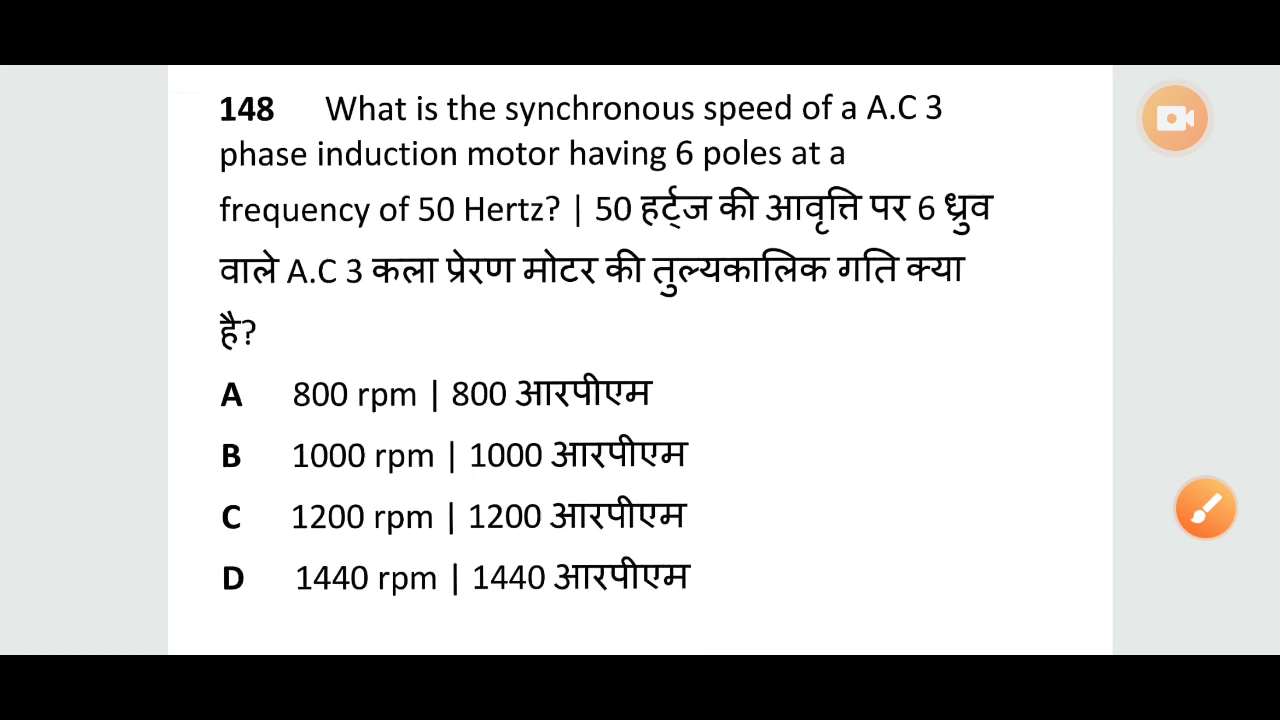 148 What is the synchronous speed of a A.C 3
phase induction motor having 6 poles at a
frequency of 50 Hertz? | 50 हर्ट्ज की आवृत्ति पर 6 ध्रुव
वाले A.C 3 कला प्रेरण मोटर की तुल्यकालिक गति क्या
है?
A 800 rpm | 800 आरपीएम
B 1000 rpm | 1000 आरपीएम
C 1200 rpm | 1200 आरपीएम
D 1440 rpm | 1440 आरपीएम